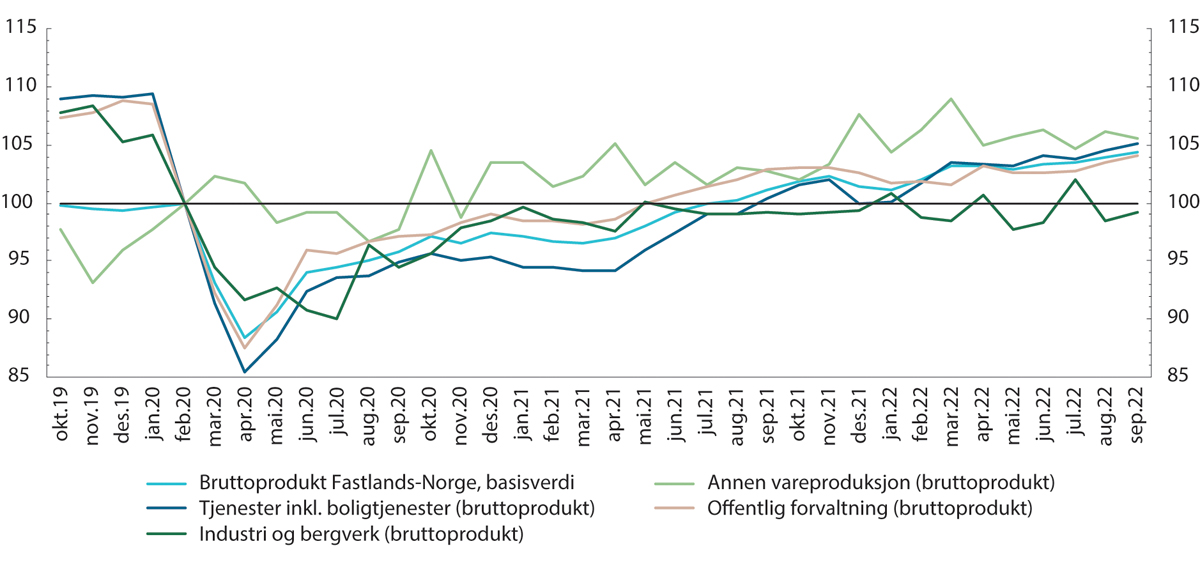 115 115
110 110
105 105
100 100
95 95
90 90
85 85
okt.19 nov.19 des.19 jan.20 feb.20 mar.20 apr.20 mai.20 jun.20 jul.20 aug.20 sep.20 okt.20 nov.20 des.20 jan.21 feb.21 mar.21 apr.21 mai.21 jun.21 jul.21 aug.21 sep.21 okt.21 nov.21 des.21 jan.22 feb.22 mar.22 apr.22 mai.22 jun.22 jul.22 aug.22 sep.22
Bruttoprodukt Fastlands-Norge, basisverdi
Tjenester inkl. boligtjenester (bruttoprodukt)
Industri og bergverk (bruttoprodukt)
Annen vareproduksjon (bruttoprodukt)
Offentlig forvaltning (bruttoprodukt)